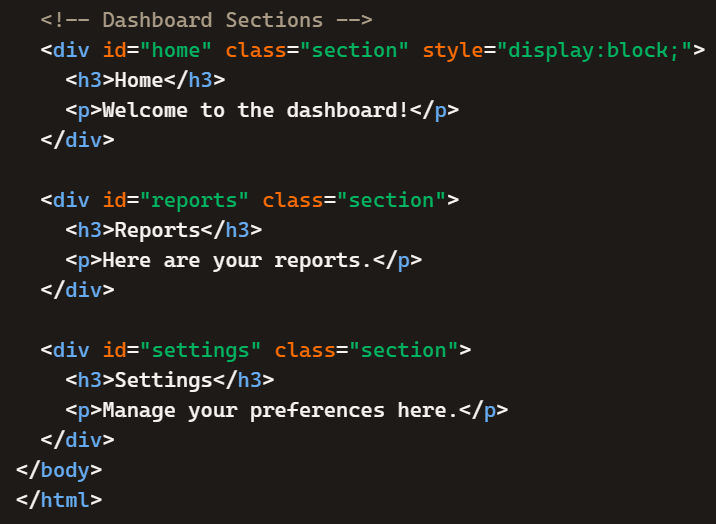 <!-- Dashboard Sections -->
<div id="home" class="section" style="display:block;">
<h3>Home</h3>
<p>Welcome to the dashboard!</p>
</div>
<div id="reports" class="section">
<h3>Reports</h3>
<p>Here are your reports.</p>
</div>
<div id="settings" class="section">
<h3>Settings</h3>
<p>Manage your preferences here.</p>
</div>
</body>
</html>